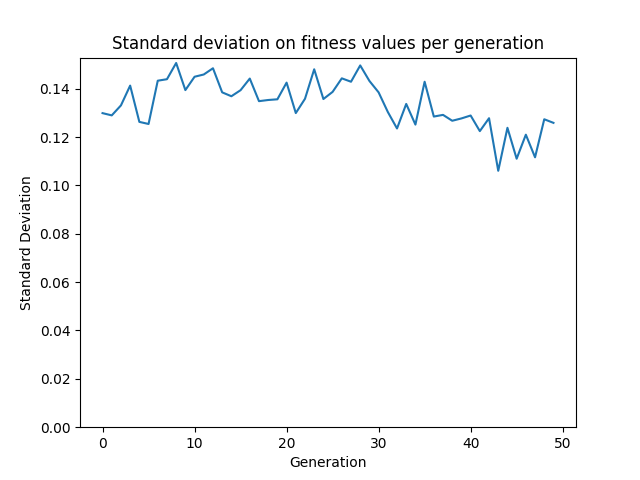 Standard deviation on fitness values per generation
Standard Deviation
0.14
0.12
0.10
0.08
0.06
0.04
0.02
0.00
0 10 20 30 40 50
Generation